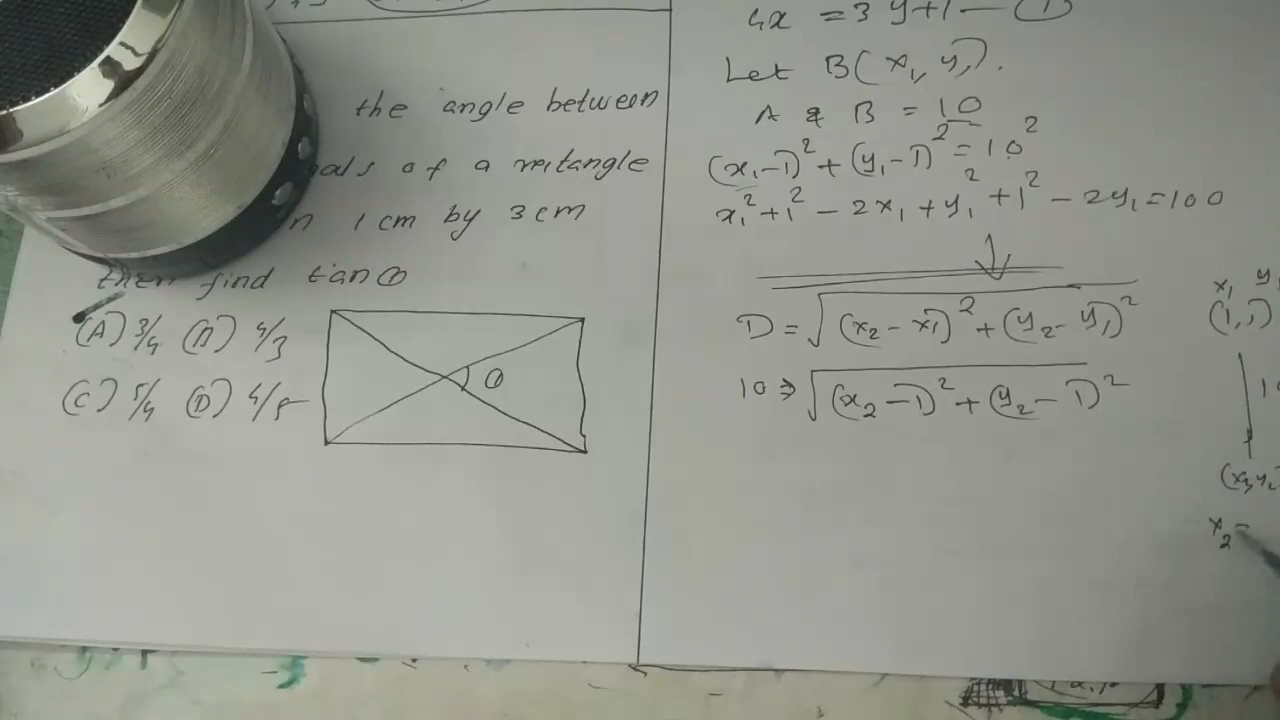 the angle between
of a rectangle
1 cm by 3 cm
then find tan θ
(A) 3/4 (B) 4/3
(C) 5/4 (D) 4/5
θ
4x = 3y+1 — (1)
Let B(x₁, y₁).
A & B = 10
(x₁-1)² + (y₁-1)² = 10²
x₁² + 1² - 2x₁ + y₁² + 1² - 2y₁ = 100
D = √(x₂ - x₁)² + (y₂ - y₁)²
10 ⇒ √(x₂ - 1)² + (y₂ - 1)²
x₁ y
(1, 1)
10
x₂ =